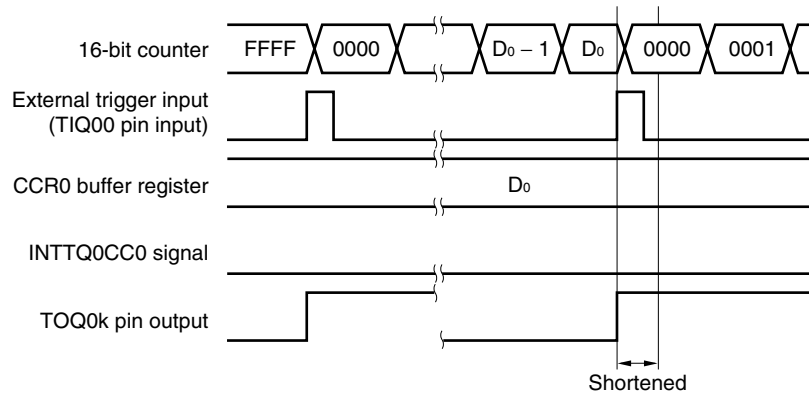 16-bit counter FFFF 0000 D₀ − 1 D₀ 0000 0001
External trigger input
(TIQ00 pin input)
CCR0 buffer register D₀
INTTQ0CC0 signal
TOQ0k pin output
Shortened